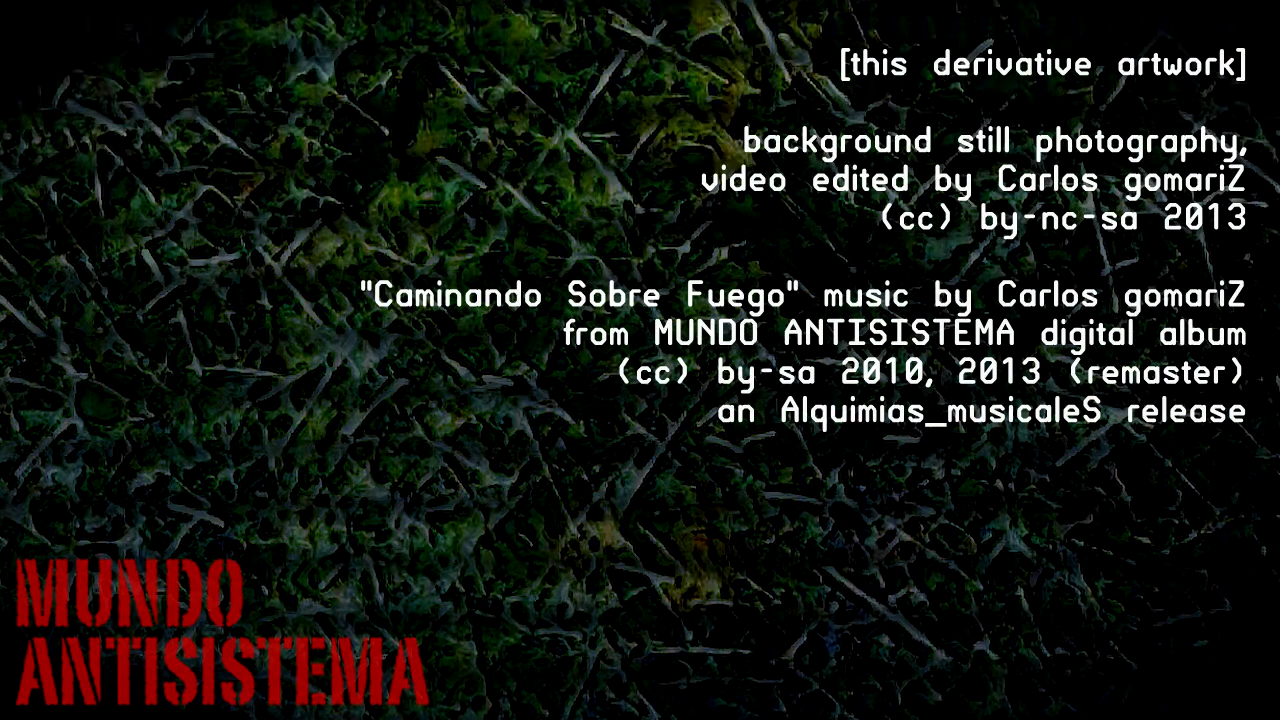 [this derivative artwork]
background still photography,
video edited by Carlos gomariZ
(cc) by-nc-sa 2013
"Caminando Sobre Fuego" music by Carlos gomariZ
from MUNDO ANTISISTEMA digital album
(cc) by-sa 2010, 2013 (remaster)
an Alquimias_musicaleS release
MUNDO
ANTISISTEMA